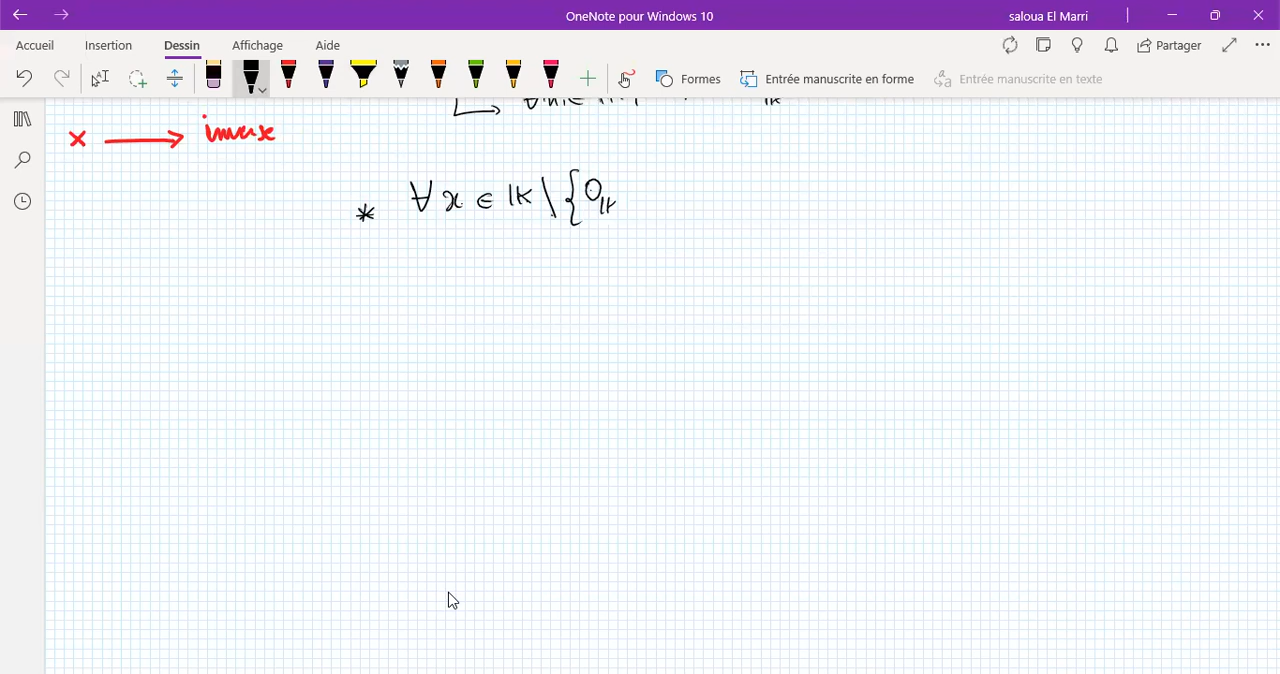 OneNote pour Windows 10
saloua El Marri
Accueil Insertion Dessin Affichage Aide
Partager
Formes Entrée manuscrite en forme Entrée manuscrite en texte
× → inverse
* ∀ x ∈ 𝕂 \ { 0_𝕂